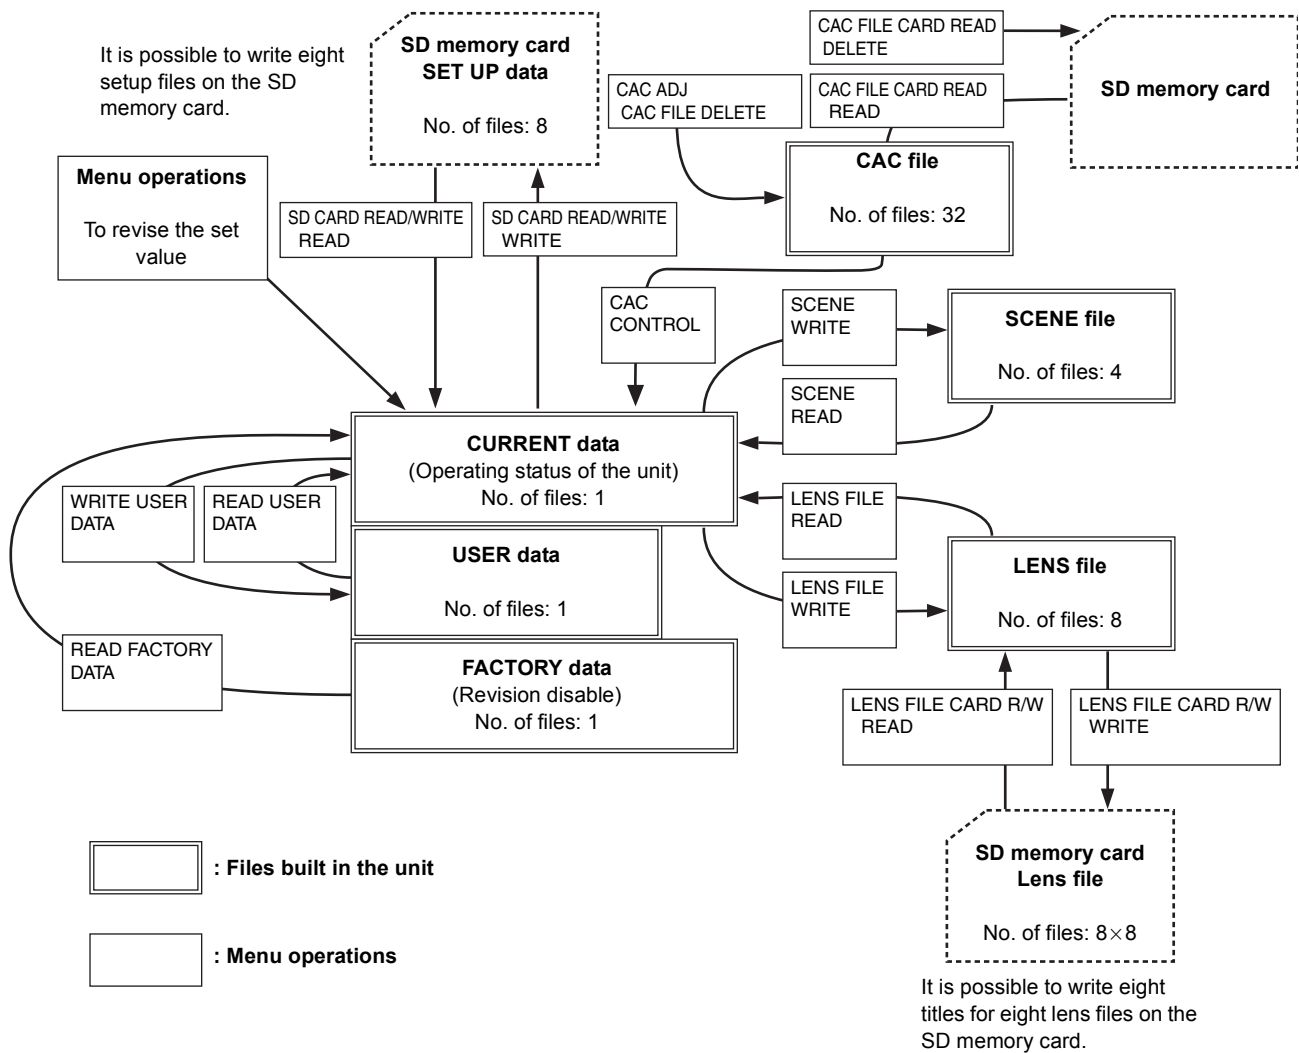 It is possible to write eight
setup files on the SD
memory card.
SD memory card
SET UP data
No. of files: 8
CAC FILE CARD READ
DELETE
CAC ADJ
CAC FILE DELETE
CAC FILE CARD READ
READ
SD memory card
Menu operations
To revise the set
value
SD CARD READ/WRITE
READ
SD CARD READ/WRITE
WRITE
CAC file
No. of files: 32
CAC
CONTROL
SCENE
WRITE
SCENE file
No. of files: 4
SCENE
READ
CURRENT data
(Operating status of the unit)
No. of files: 1
WRITE USER
DATA
READ USER
DATA
LENS FILE
READ
USER data
No. of files: 1
LENS FILE
WRITE
LENS file
No. of files: 8
READ FACTORY
DATA
FACTORY data
(Revision disable)
No. of files: 1
LENS FILE CARD R/W
READ
LENS FILE CARD R/W
WRITE
: Files built in the unit
SD memory card
Lens file
No. of files: 8×8
: Menu operations
It is possible to write eight
titles for eight lens files on the
SD memory card.